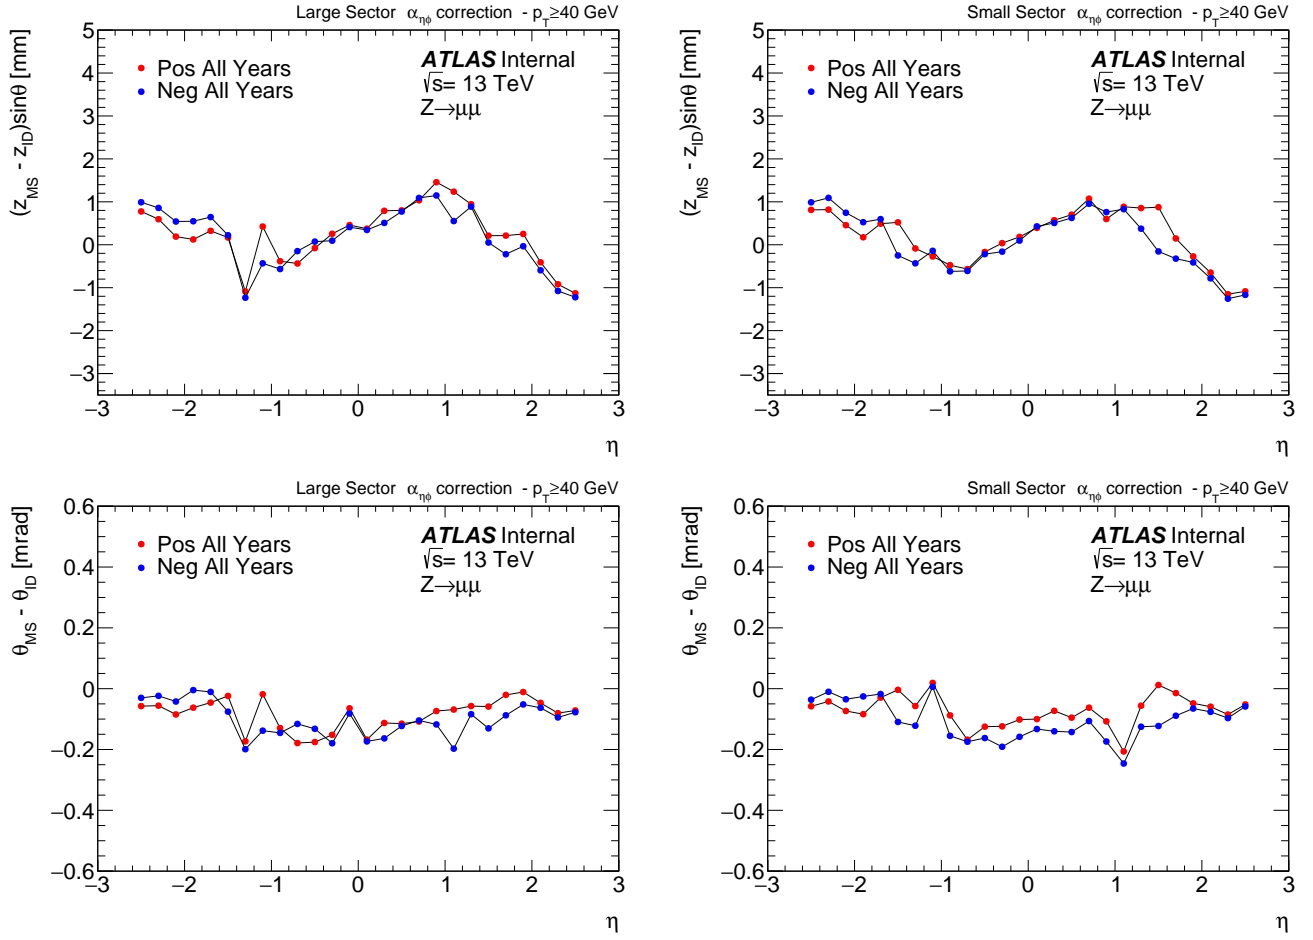 Large Sector α_ηϕ correction - p_T≥40 GeV
(z_MS - z_ID)sinθ [mm]
5
4
3
2
1
0
−1
−2
−3
Pos All Years
Neg All Years
ATLAS Internal
√s= 13 TeV
Z→μμ
−3 −2 −1 0 1 2 3
η
Small Sector α_ηϕ correction - p_T≥40 GeV
(z_MS - z_ID)sinθ [mm]
5
4
3
2
1
0
−1
−2
−3
Pos All Years
Neg All Years
ATLAS Internal
√s= 13 TeV
Z→μμ
−3 −2 −1 0 1 2 3
η
Large Sector α_ηϕ correction - p_T≥40 GeV
θ_MS - θ_ID [mrad]
0.6
0.4
0.2
0
−0.2
−0.4
−0.6
Pos All Years
Neg All Years
ATLAS Internal
√s= 13 TeV
Z→μμ
−3 −2 −1 0 1 2 3
η
Small Sector α_ηϕ correction - p_T≥40 GeV
θ_MS - θ_ID [mrad]
0.6
0.4
0.2
0
−0.2
−0.4
−0.6
Pos All Years
Neg All Years
ATLAS Internal
√s= 13 TeV
Z→μμ
−3 −2 −1 0 1 2 3
η